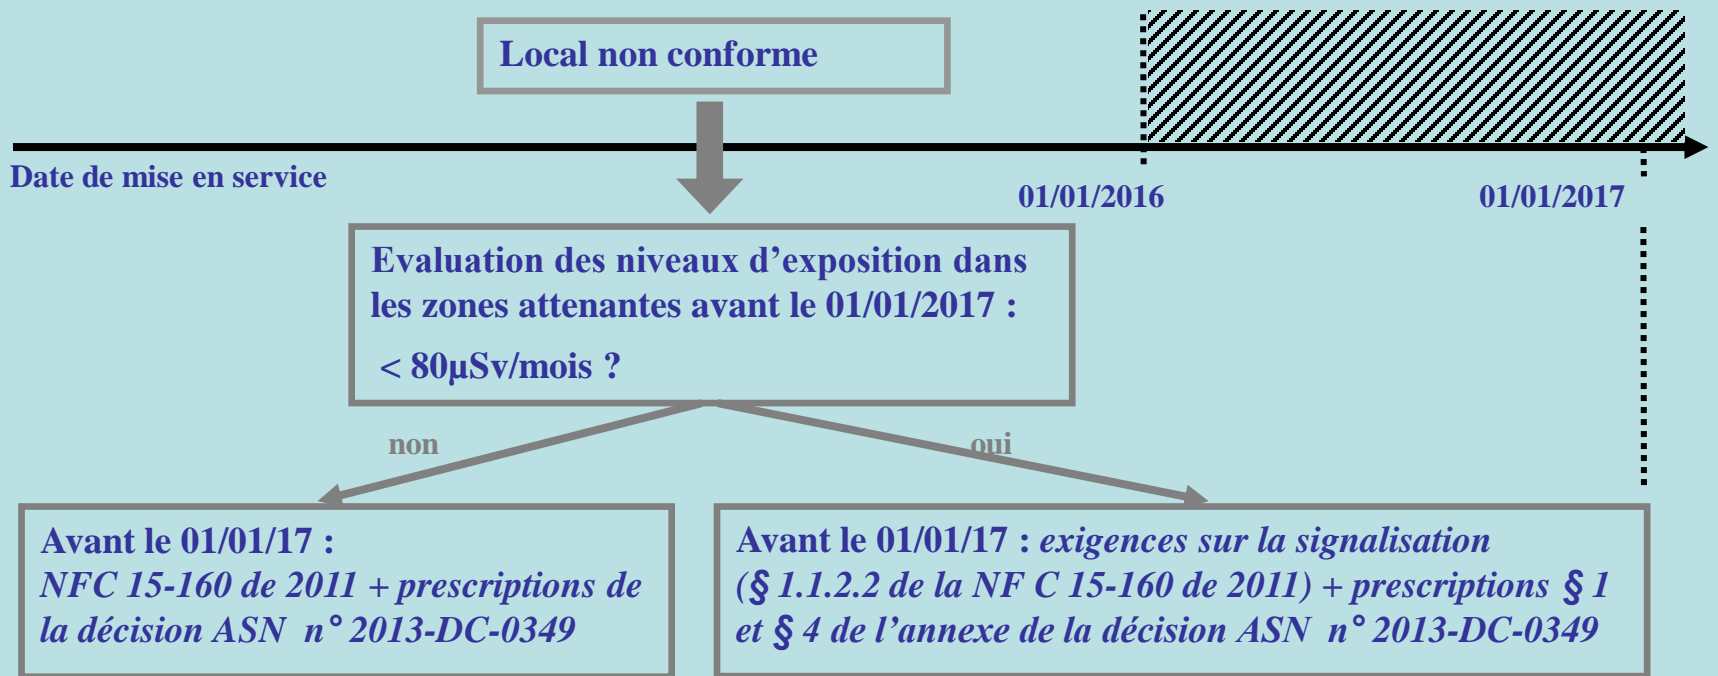 Local non conforme
Date de mise en service
01/01/2016
01/01/2017
Evaluation des niveaux d’exposition dans
les zones attenantes avant le 01/01/2017 :
< 80µSv/mois ?
non
oui
Avant le 01/01/17 :
NFC 15-160 de 2011 + prescriptions de
la décision ASN n° 2013-DC-0349
Avant le 01/01/17 : exigences sur la signalisation
(§ 1.1.2.2 de la NF C 15-160 de 2011) + prescriptions § 1
et § 4 de l’annexe de la décision ASN n° 2013-DC-0349